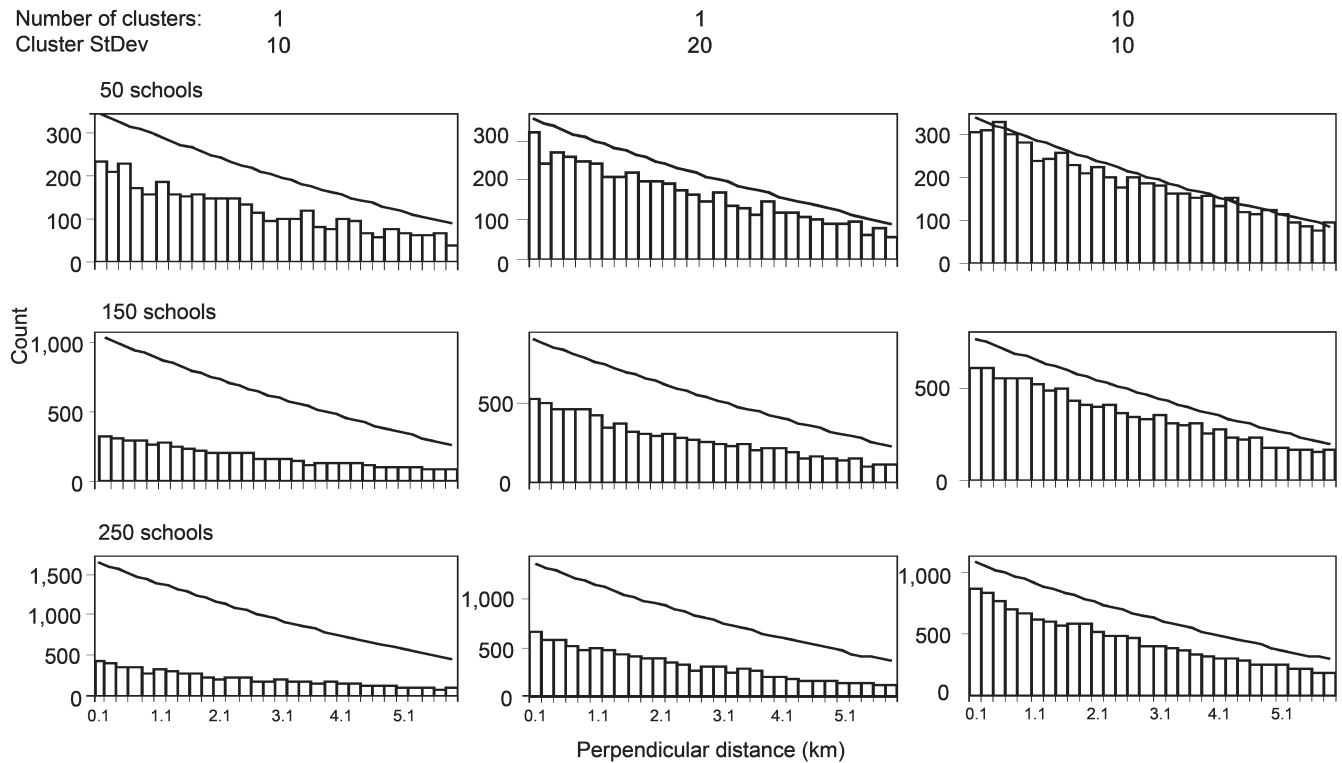 Number of clusters: 1 1 10
Cluster StDev 10 20 10
50 schools
300 300 300
200 200 200
100 100 100
0 0 0
150 schools
Count
1,000
500 500 500
0 0 0
250 schools
1,500
1,000 1,000 1,000
500 500 500
0 0 0
0.1 1.1 2.1 3.1 4.1 5.1 0.1 1.1 2.1 3.1 4.1 5.1 0.1 1.1 2.1 3.1 4.1 5.1
Perpendicular distance (km)